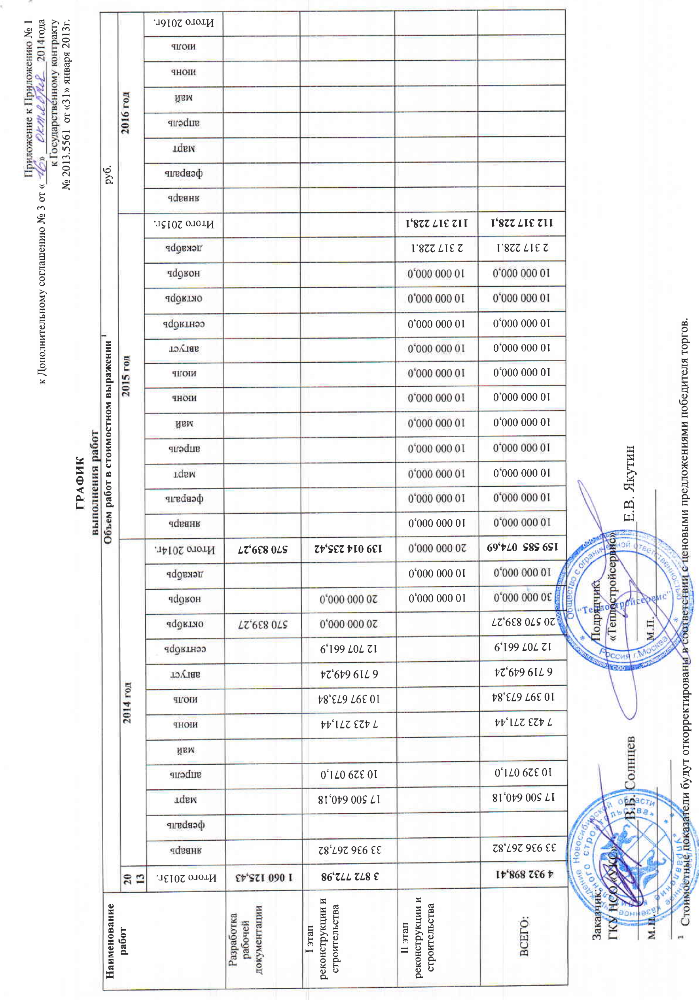 Приложение к Приложению № 1
к Дополнительному соглашению № 3 от « 16 » октября 2014года
к Государственному контракту
№ 2013.5561 от «31» января 2013г.
ГРАФИК
выполнения работ
Наименование работ
Объем работ в стоимостном выражении 1 руб.
20 13 2014 год 2015 год 2016 год
Итого 2013г. январь февраль март апрель май июнь июль август сентябрь октябрь ноябрь декабрь Итого 2014г. январь февраль март апрель май июнь июль август сентябрь октябрь ноябрь декабрь Итого 2015г. январь февраль март апрель май июнь июль Итого 2016г.
Разработка рабочей документации 1 060 125,43 570 839,27 570 839,27
I этап реконструкции и строительства 3 872 772,98 33 936 267,82 17 500 640,18 10 329 071,0 7 423 271,44 10 397 673,84 6 719 649,24 12 707 661,9 20 000 000,0 20 000 000,0 139 014 235,42
II этап реконструкции и строительства 10 000 000,0 10 000 000,0 20 000 000,0 10 000 000,0 10 000 000,0 10 000 000,0 10 000 000,0 10 000 000,0 10 000 000,0 10 000 000,0 10 000 000,0 10 000 000,0 10 000 000,0 10 000 000,0 2 317 228.1 112 317 228,1
ВСЕГО: 4 932 898,41 33 936 267,82 17 500 640,18 10 329 071,0 7 423 271,44 10 397 673,84 6 719 649,24 12 707 661,9 20 570 839,27 30 000 000,0 10 000 000,0 159 585 074,69 10 000 000,0 10 000 000,0 10 000 000,0 10 000 000,0 10 000 000,0 10 000 000,0 10 000 000,0 10 000 000,0 10 000 000,0 10 000 000,0 10 000 000,0 2 317 228.1 112 317 228,1
Заказчик: Подрядчик:
ГКУ НСО «УКС» «Теплостройсервис»
В.В. Солнцев Е.В. Якутин
м.п. м.п.
Общество с ограниченной ответственностью
"Теплостройсервис"
Россия г.Москва
1 Стоимостные показатели будут откорректированы в соответствии с ценовыми предложениями победителя торгов.